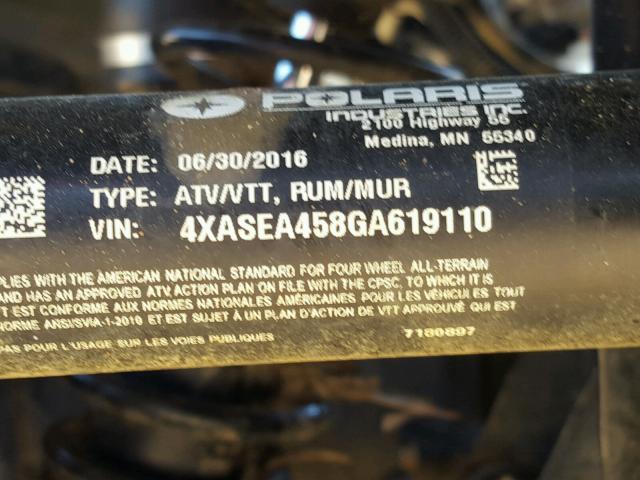 POLARIS
INDUSTRIES INC.
2100 Highway 55
Medina, MN 55340
DATE: 06/30/2016
TYPE: ATV/VTT, RUM/MUR
VIN: 4XASEA458GA619110
PLIES WITH THE AMERICAN NATIONAL STANDARD FOR FOUR WHEEL ALL-TERRAIN
AND HAS AN APPROVED ATV ACTION PLAN ON FILE WITH THE CPSC, TO WHICH IT IS
T EST CONFORME AUX NORMES NATIONALES AMÉRICAINES POUR LES VÉHICULES TOUT
NORME ANSI/SVIA-1-2010 ET EST SUJET À UN PLAN D'ACTION DE VTT APPROUVÉ QUI EST
PAS POUR L'USAGE SUR LES VOIES PUBLIQUES
7180897